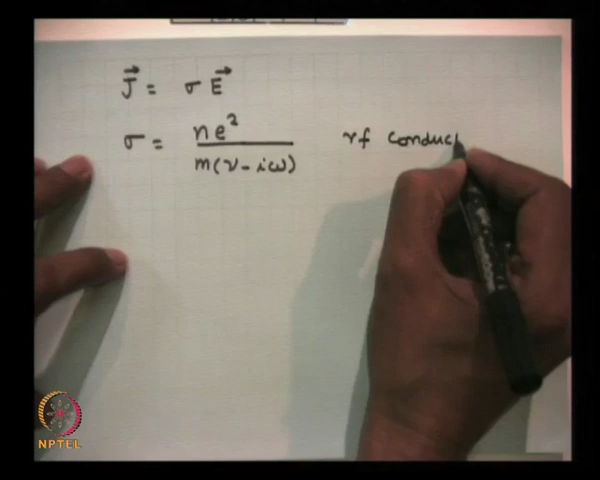 J⃗ = σ E⃗
σ = ne² / m(ν - iω) rf conduc
NPTEL